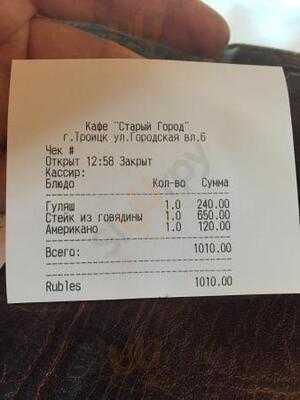 Кафе "Старый Город"
г.Троицк ул.Городская вл.6
Чек #
Открыт 12:58 Закрыт
Кассир:
Блюдо Кол-во Сумма
Гуляш 1.0 240.00
Стейк из говядины 1.0 650.00
Американо 1.0 120.00
Всего: 1010.00
Rubles 1010.00